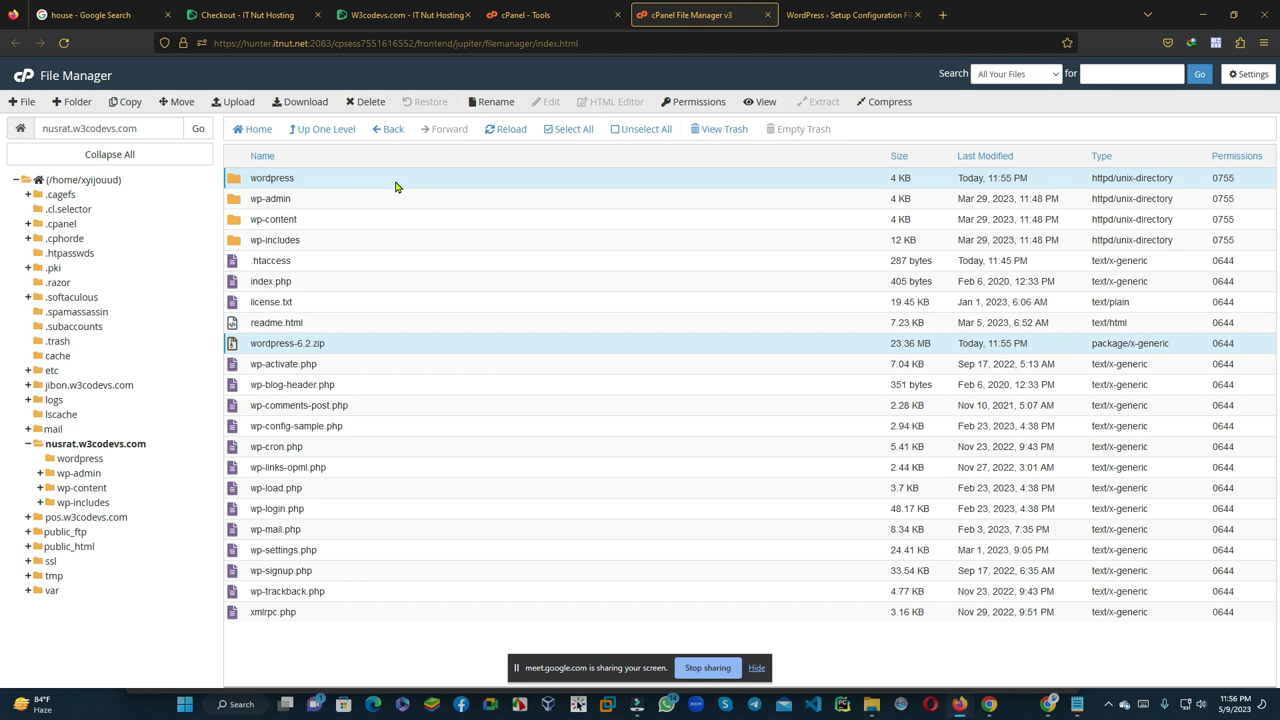 house - Google Search
Checkout - IT Nut Hosting
W3codevs.com - IT Nut Hosting
cPanel - Tools
cPanel File Manager v3
WordPress › Setup Configuration Fi
https://hunter.itnut.net:2083/cpsess7551616552/frontend/jupiter/filemanager/index.html
cP File Manager
Search All Your Files for Go Settings
File Folder Copy Move Upload Download Delete Restore Rename Edit HTML Editor Permissions View Extract Compress
nusrat.w3codevs.com Go
Home Up One Level Back Forward Reload Select All Unselect All View Trash Empty Trash
Collapse All
(/home/xyijouud)
.cagefs
.cl.selector
.cpanel
.cphorde
.htpasswds
.pki
.razor
.softaculous
.spamassassin
.subaccounts
.trash
cache
etc
jibon.w3codevs.com
logs
lscache
mail
nusrat.w3codevs.com
wordpress
wp-admin
wp-content
wp-includes
pos.w3codevs.com
public_ftp
public_html
ssl
tmp
var
Name Size Last Modified Type Permissions
wordpress 4 KB Today, 11:55 PM httpd/unix-directory 0755
wp-admin 4 KB Mar 29, 2023, 11:48 PM httpd/unix-directory 0755
wp-content 4 KB Mar 29, 2023, 11:48 PM httpd/unix-directory 0755
wp-includes 12 KB Mar 29, 2023, 11:48 PM httpd/unix-directory 0755
.htaccess 287 bytes Today, 11:45 PM text/x-generic 0644
index.php 405 bytes Feb 6, 2020, 12:33 PM text/x-generic 0644
license.txt 19.45 KB Jan 1, 2023, 6:06 AM text/plain 0644
readme.html 7.23 KB Mar 5, 2023, 6:52 AM text/html 0644
wordpress-6.2.zip 23.36 MB Today, 11:55 PM package/x-generic 0644
wp-activate.php 7.04 KB Sep 17, 2022, 5:13 AM text/x-generic 0644
wp-blog-header.php 351 bytes Feb 6, 2020, 12:33 PM text/x-generic 0644
wp-comments-post.php 2.28 KB Nov 10, 2021, 5:07 AM text/x-generic 0644
wp-config-sample.php 2.94 KB Feb 23, 2023, 4:38 PM text/x-generic 0644
wp-cron.php 5.41 KB Nov 23, 2022, 9:43 PM text/x-generic 0644
wp-links-opml.php 2.44 KB Nov 27, 2022, 3:01 AM text/x-generic 0644
wp-load.php 3.7 KB Feb 23, 2023, 4:38 PM text/x-generic 0644
wp-login.php 48.17 KB Feb 23, 2023, 4:38 PM text/x-generic 0644
wp-mail.php 8.34 KB Feb 3, 2023, 7:35 PM text/x-generic 0644
wp-settings.php 24.41 KB Mar 1, 2023, 9:05 PM text/x-generic 0644
wp-signup.php 33.54 KB Sep 17, 2022, 6:35 AM text/x-generic 0644
wp-trackback.php 4.77 KB Nov 23, 2022, 9:43 PM text/x-generic 0644
xmlrpc.php 3.16 KB Nov 29, 2022, 9:51 PM text/x-generic 0644
meet.google.com is sharing your screen. Stop sharing Hide
84°F
Haze
Search
11:56 PM
5/9/2023